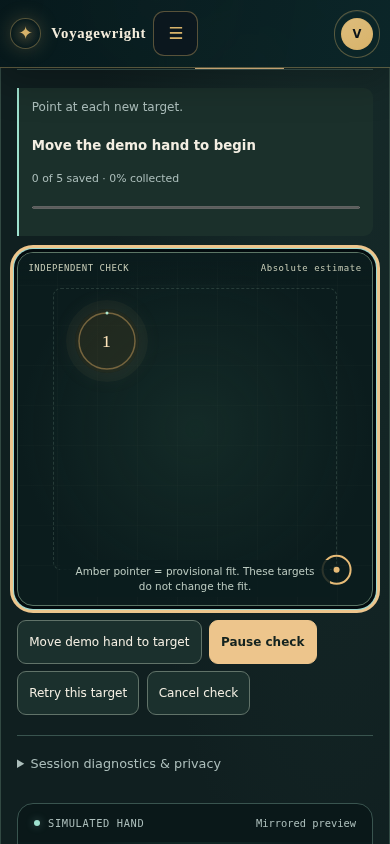 Voyagewright
V
Point at each new target.
Move the demo hand to begin
0 of 5 saved · 0% collected
INDEPENDENT CHECK
Absolute estimate
1
Amber pointer = provisional fit. These targets
do not change the fit.
Move demo hand to target
Pause check
Retry this target
Cancel check
Session diagnostics & privacy
SIMULATED HAND
Mirrored preview